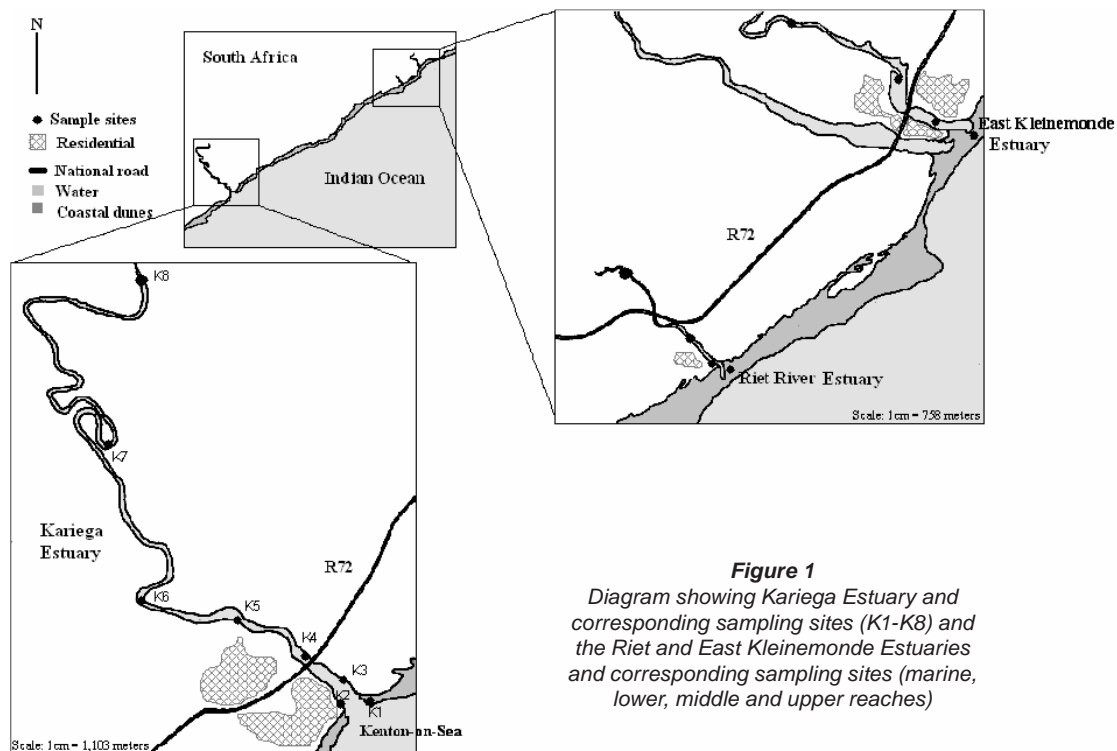 N
Sample sites
Residential
National road
Water
Coastal dunes
South Africa
Indian Ocean
East Kleinemonde
Estuary
R72
Riet River Estuary
Scale: 1cm = 758 meters
K8
K7
Kariega
Estuary
R72
K6
K5
K4
K3
K2
K1
Kenton-on-Sea
Scale: 1cm = 1,103 meters
Figure 1
Diagram showing Kariega Estuary and
corresponding sampling sites (K1-K8) and
the Riet and East Kleinemonde Estuaries
and corresponding sampling sites (marine,
lower, middle and upper reaches)